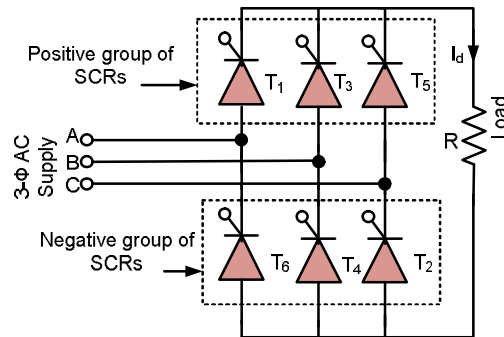 Positive group of
SCRs
T1
T3
T5
Id
R
Load
3-Φ AC
Supply
A
B
C
Negative group of
SCRs
T6
T4
T2